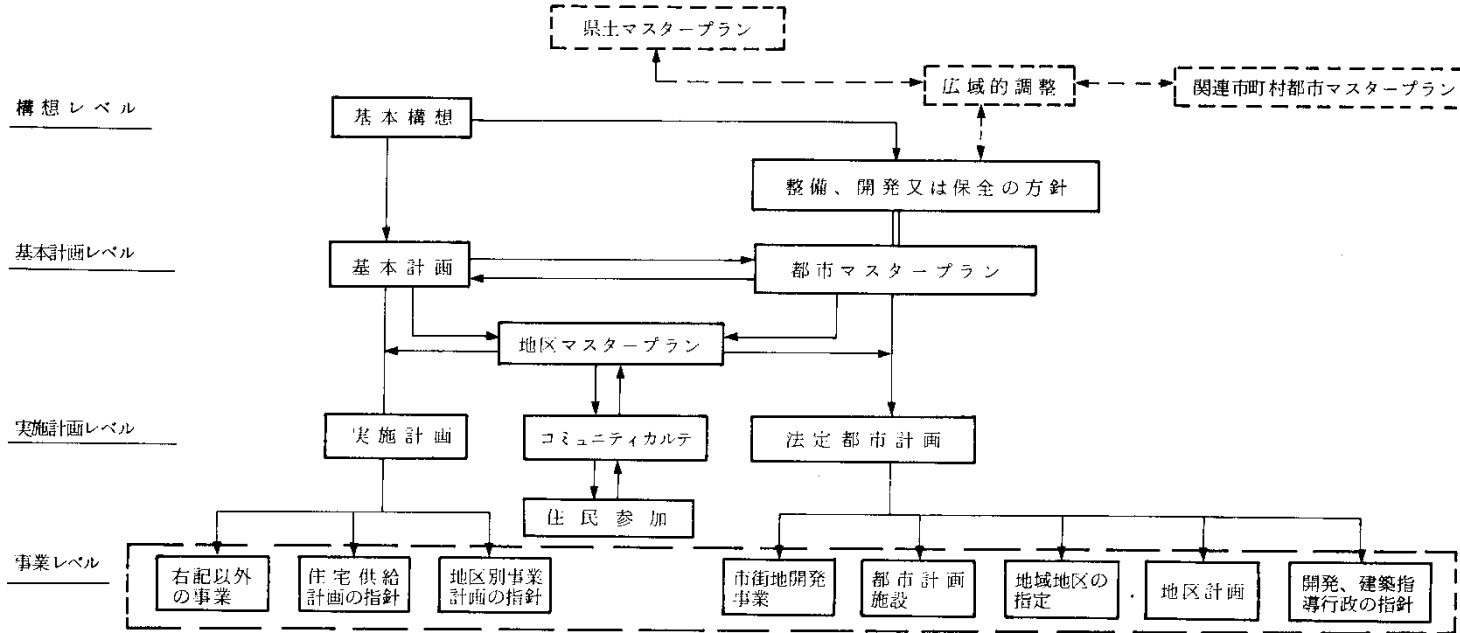 県土マスタープラン
広域的調整
関連市町村都市マスタープラン
構想レベル
基本構想
整備、開発又は保全の方針
基本計画レベル
基本計画
都市マスタープラン
地区マスタープラン
実施計画レベル
実施計画
コミュニティカルテ
法定都市計画
住民参加
事業レベル
右記以外
の事業
住宅供給
計画の指針
地区別事業
計画の指針
市街地開発
事業
都市計画
施設
地域地区の
指定
地区計画
開発、建築指
導行政の指針